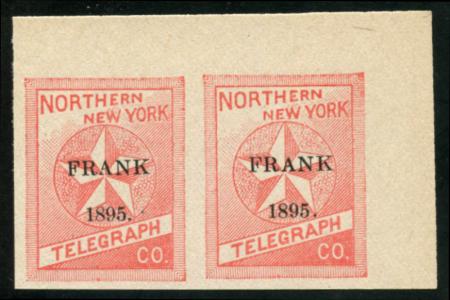 NORTHERN
NEW YORK
FRANK
1895.
TELEGRAPH
CO.
NORTHERN
NEW YORK
FRANK
1895.
TELEGRAPH
CO.